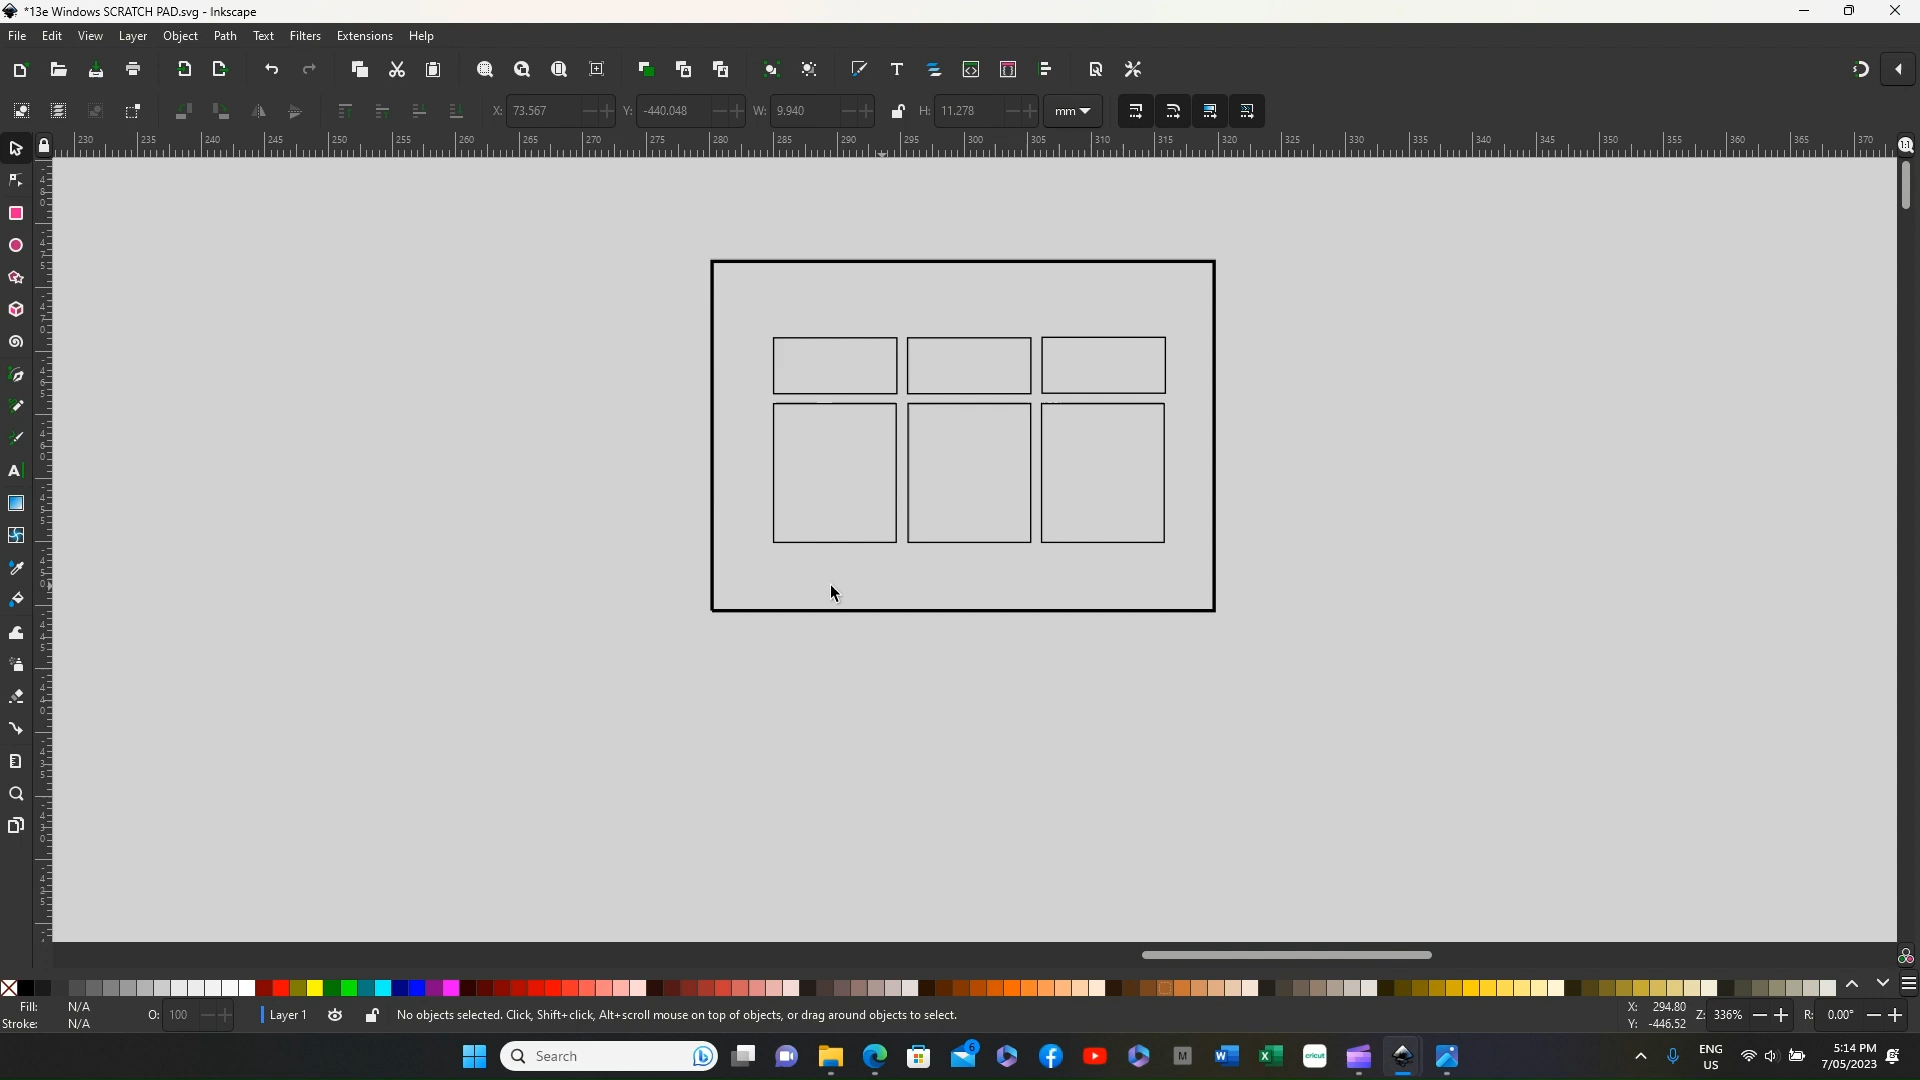 *13e Windows SCRATCH PAD.svg - Inkscape
File Edit View Layer Object Path Text Filters Extensions Help
X: 73.567 Y: -440.048 W: 9.940 H: 11.278 mm
230 235 240 245 250 255 260 265 270 275 280 285 290 295 300 305 310 315 320 325 330 335 340 345 350 355 360 365 370
1:1
Fill: N/A
Stroke: N/A
O: 100
Layer 1
No objects selected. Click, Shift+click, Alt+scroll mouse on top of objects, or drag around objects to select.
X: 294.80
Y: -446.52
Z: 336%
R: 0.00°
Search
6
M
cricut
ENG
US
5:14 PM
7/05/2023